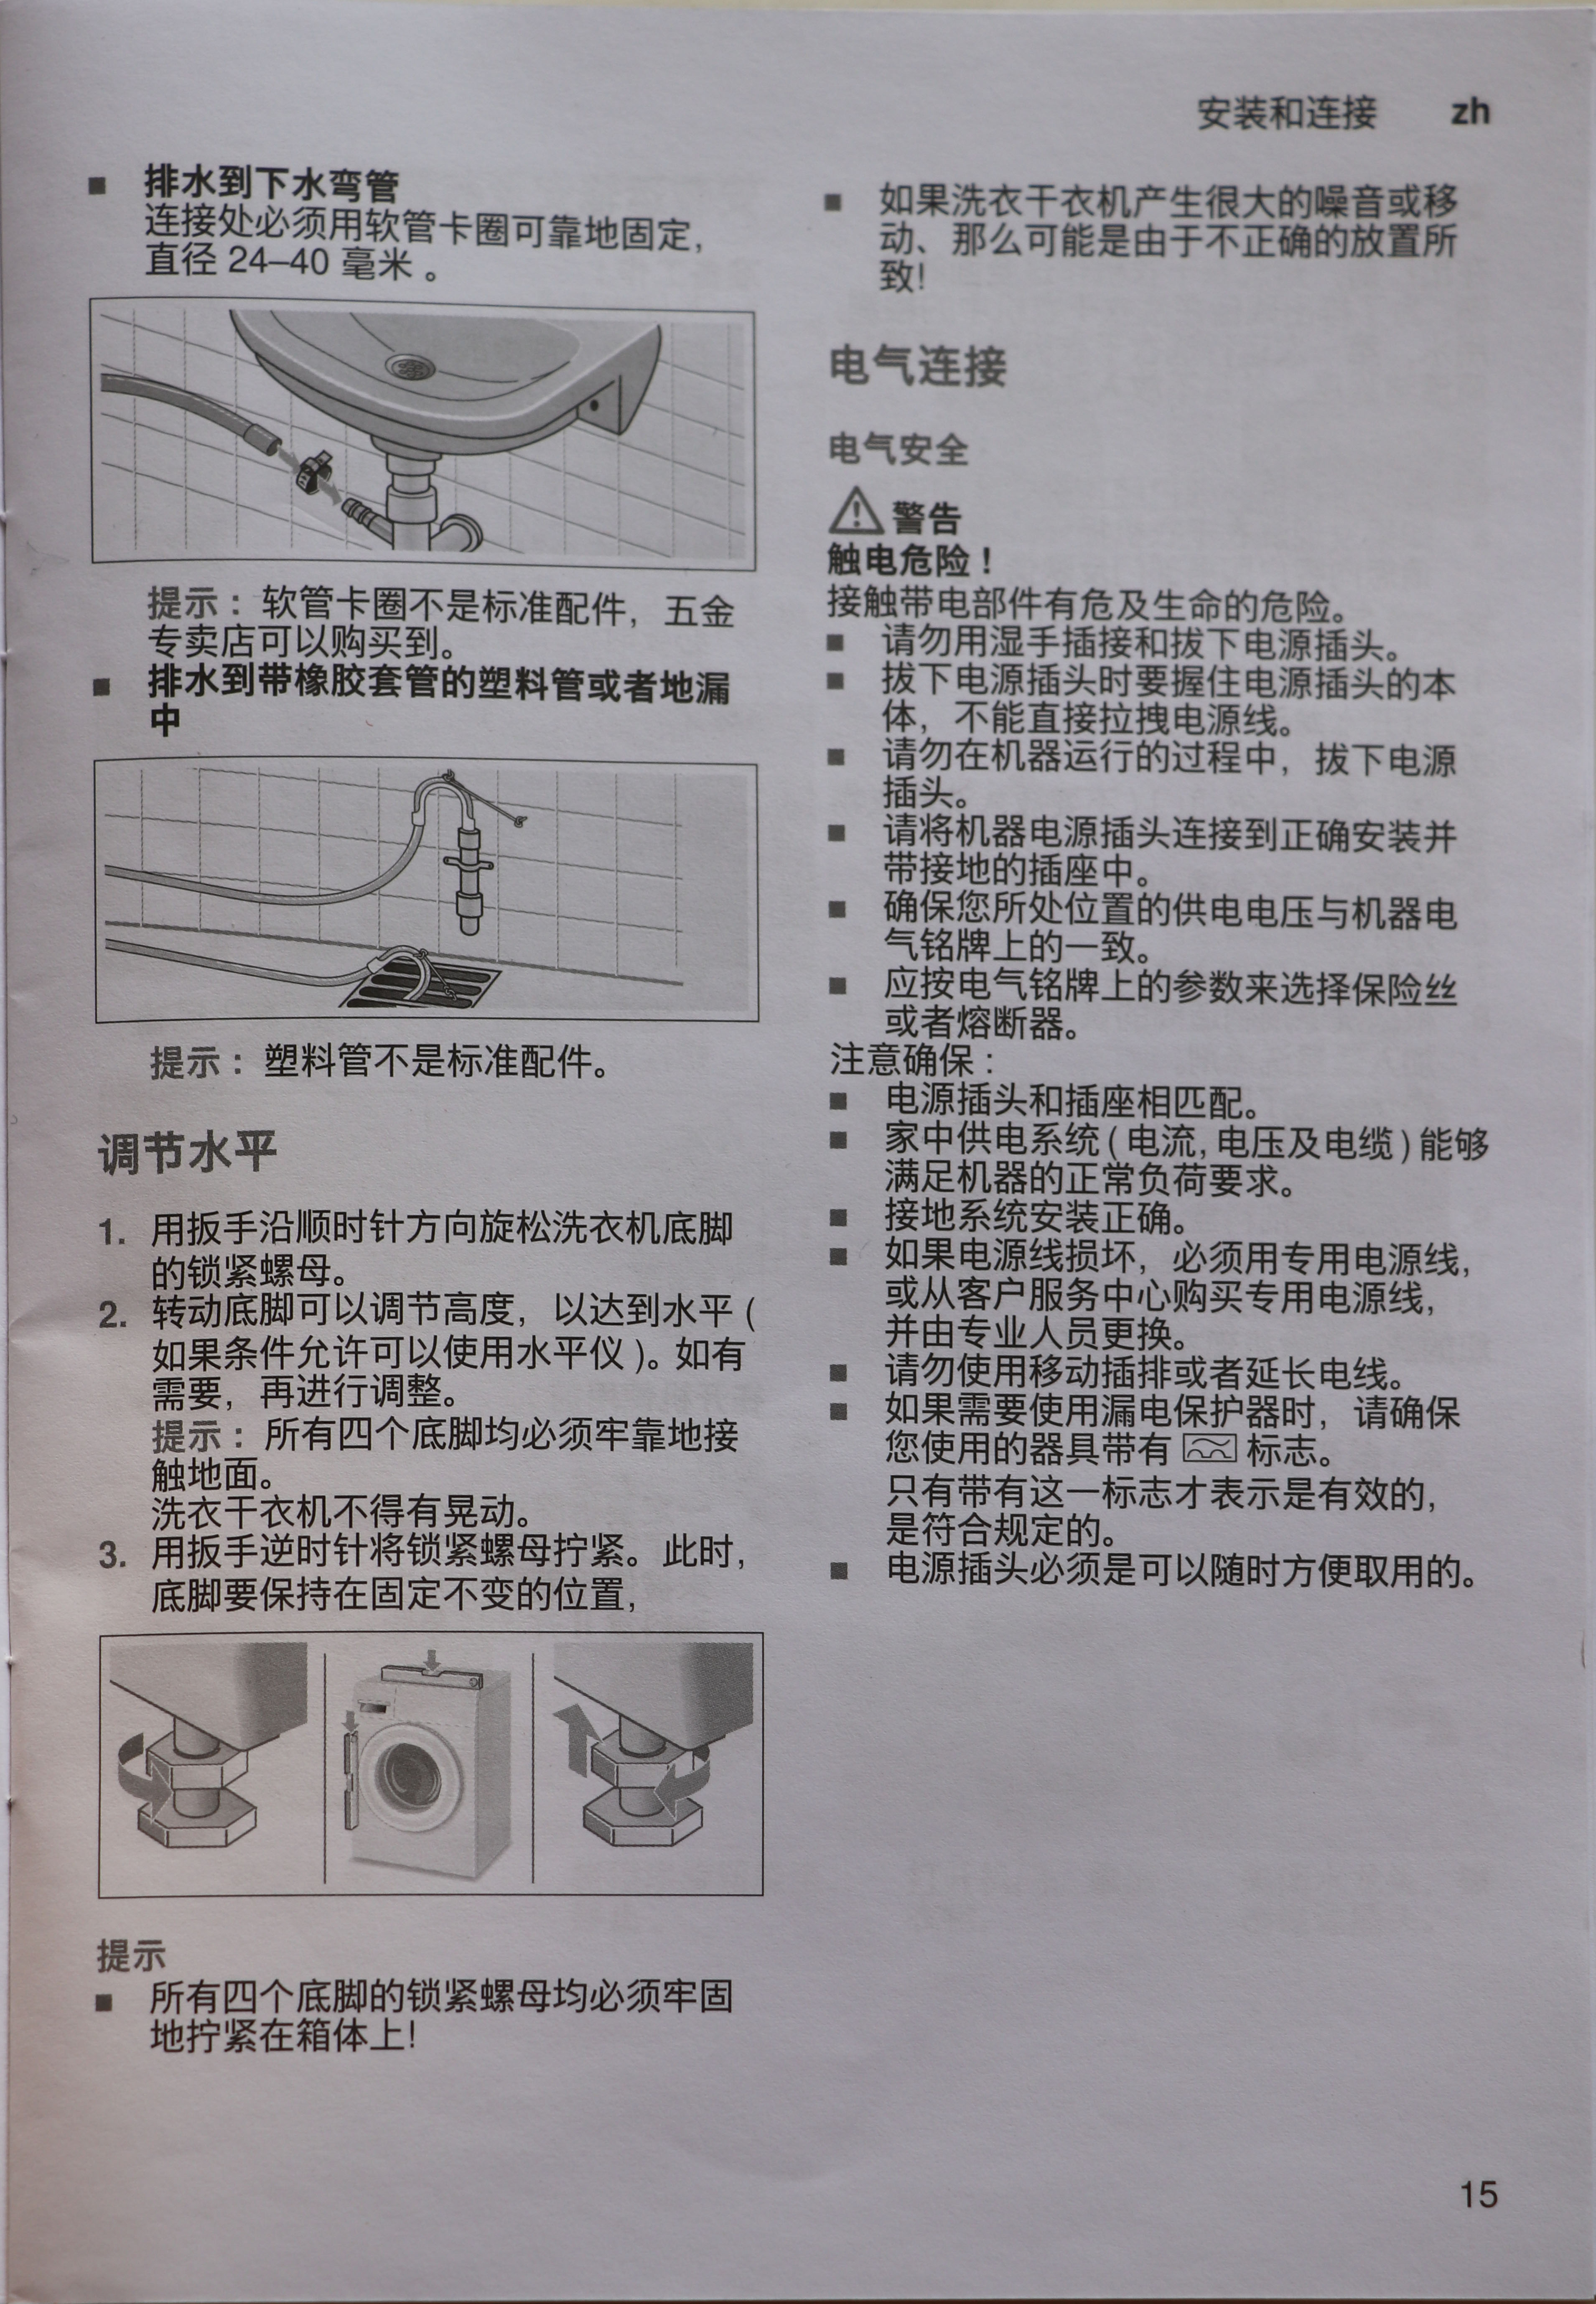 安装和连接 zh
■ 排水到下水弯管
连接处必须用软管卡圈可靠地固定，
直径 24–40 毫米 。
提示： 软管卡圈不是标准配件，五金
专卖店可以购买到。
■ 排水到带橡胶套管的塑料管或者地漏
中
提示： 塑料管不是标准配件。
调节水平
1. 用扳手沿顺时针方向旋松洗衣机底脚
的锁紧螺母。
2. 转动底脚可以调节高度，以达到水平 (
如果条件允许可以使用水平仪 )。如有
需要，再进行调整。
提示： 所有四个底脚均必须牢靠地接
触地面。
洗衣干衣机不得有晃动。
3. 用扳手逆时针将锁紧螺母拧紧。此时，
底脚要保持在固定不变的位置，
提示
■ 所有四个底脚的锁紧螺母均必须牢固
地拧紧在箱体上！
■ 如果洗衣干衣机产生很大的噪音或移
动、那么可能是由于不正确的放置所
致！
电气连接
电气安全
警告
触电危险！
接触带电部件有危及生命的危险。
■ 请勿用湿手插接和拔下电源插头。
■ 拔下电源插头时要握住电源插头的本
体，不能直接拉拽电源线。
■ 请勿在机器运行的过程中，拔下电源
插头。
■ 请将机器电源插头连接到正确安装并
带接地的插座中。
■ 确保您所处位置的供电电压与机器电
气铭牌上的一致。
■ 应按电气铭牌上的参数来选择保险丝
或者熔断器。
注意确保：
■ 电源插头和插座相匹配。
■ 家中供电系统 ( 电流, 电压及电缆 ) 能够
满足机器的正常负荷要求。
■ 接地系统安装正确。
■ 如果电源线损坏，必须用专用电源线，
或从客户服务中心购买专用电源线，
并由专业人员更换。
■ 请勿使用移动插排或者延长电线。
■ 如果需要使用漏电保护器时，请确保
您使用的器具带有 标志。
只有带有这一标志才表示是有效的，
是符合规定的。
■ 电源插头必须是可以随时方便取用的。
15